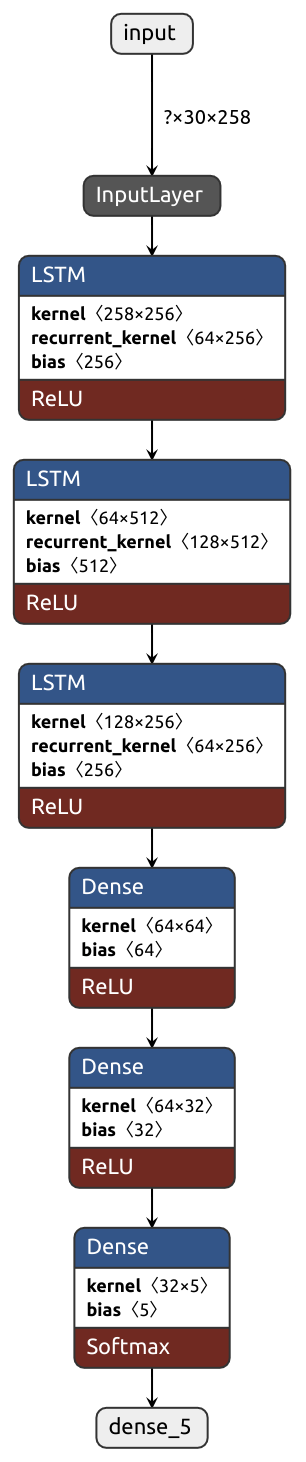 input
?×30×258
InputLayer
LSTM
kernel〈258×256〉
recurrent_kernel〈64×256〉
bias〈256〉
ReLU
LSTM
kernel〈64×512〉
recurrent_kernel〈128×512〉
bias〈512〉
ReLU
LSTM
kernel〈128×256〉
recurrent_kernel〈64×256〉
bias〈256〉
ReLU
Dense
kernel〈64×64〉
bias〈64〉
ReLU
Dense
kernel〈64×32〉
bias〈32〉
ReLU
Dense
kernel〈32×5〉
bias〈5〉
Softmax
dense_5